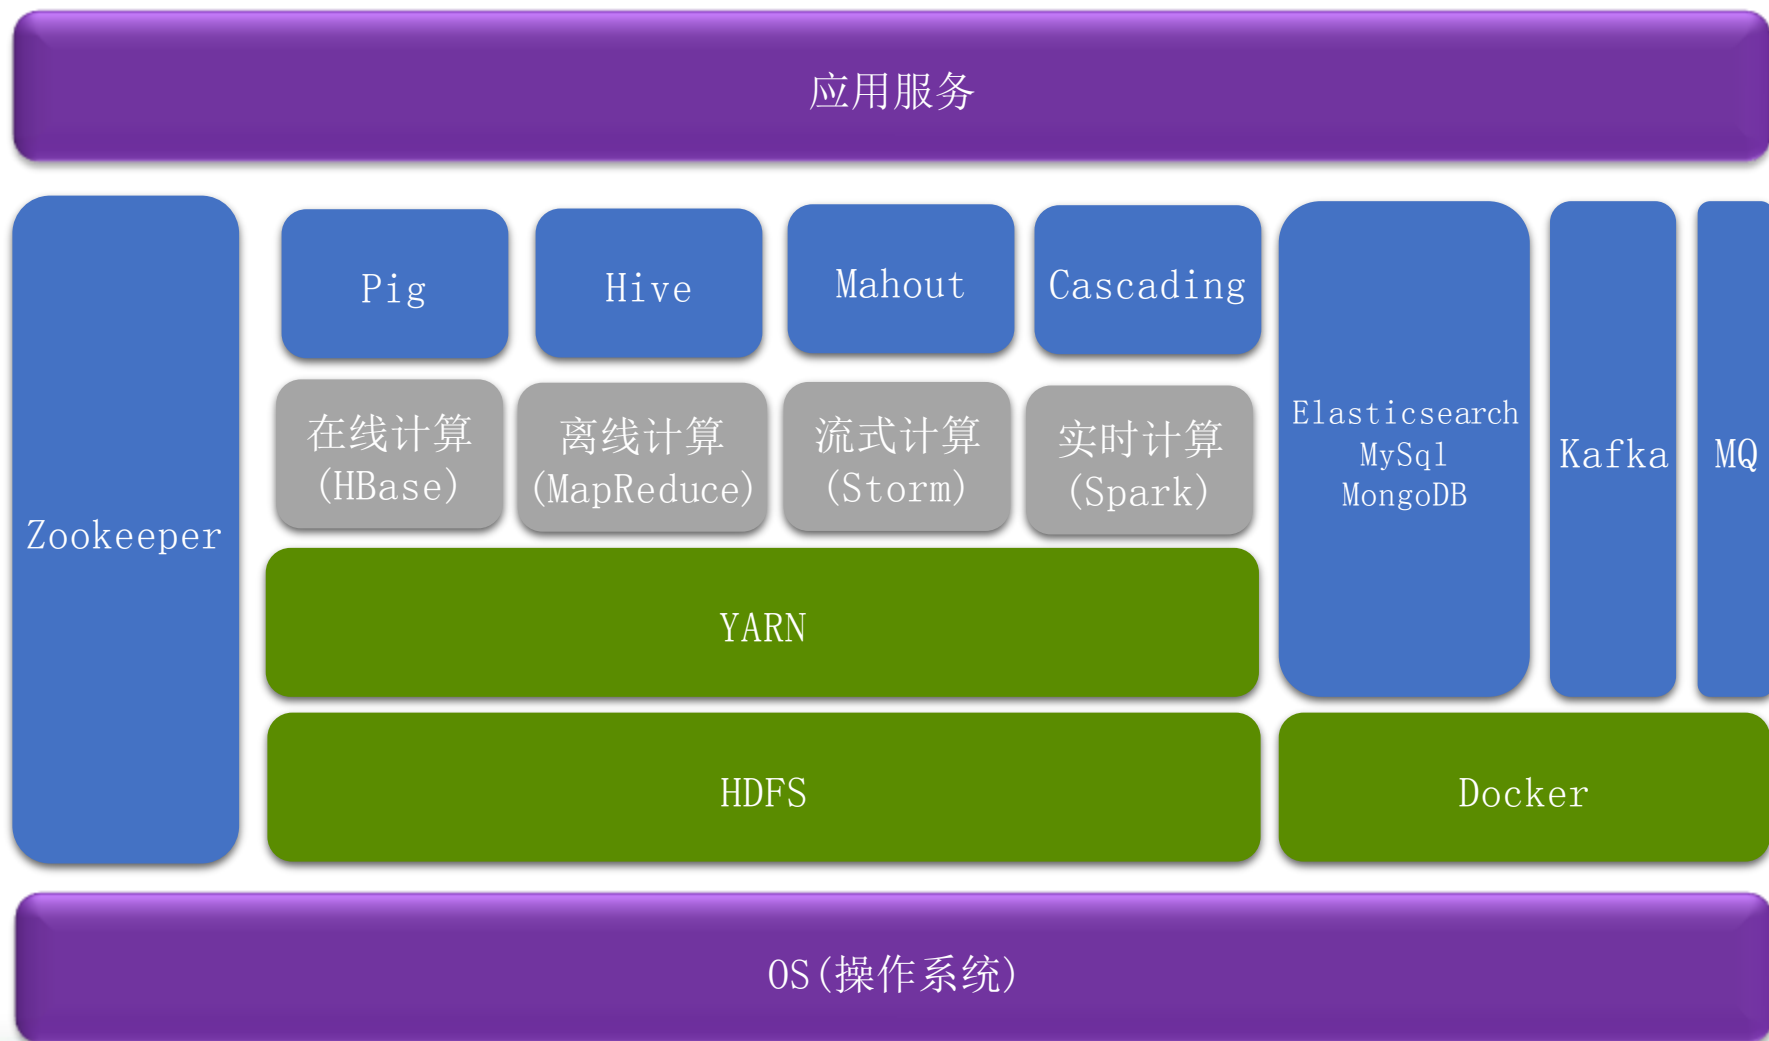 应用服务
Zookeeper
Pig
Hive
Mahout
Cascading
在线计算
(HBase)
离线计算
(MapReduce)
流式计算
(Storm)
实时计算
(Spark)
YARN
HDFS
Elasticsearch
MySql
MongoDB
Kafka
MQ
Docker
OS(操作系统)